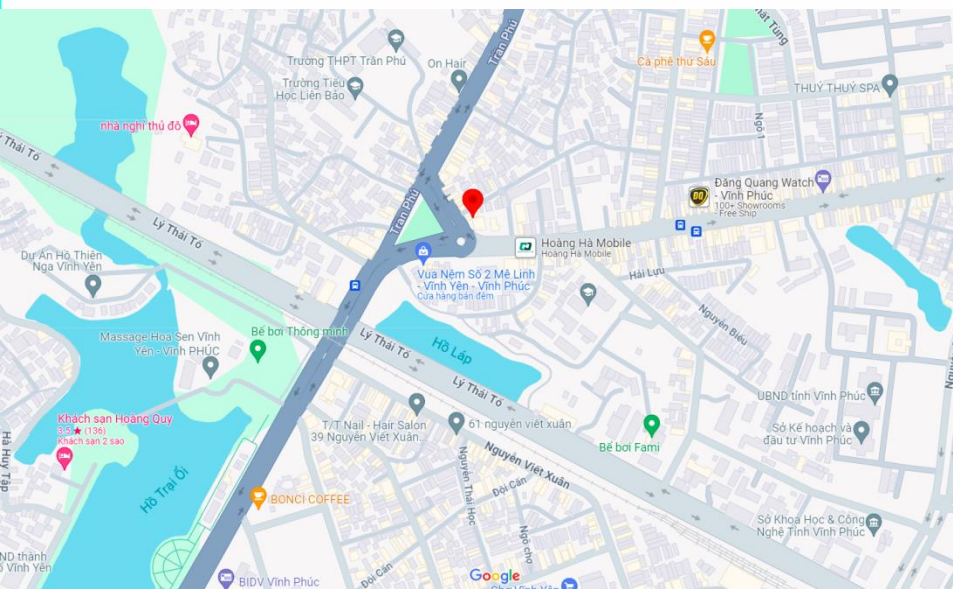 Trần Phú
Trường THPT Trần Phú
On Hair
Cà phê thứ Sáu
Trường Tiểu
Học Liên Bảo
THUỶ THUỶ SPA
nhà nghỉ thủ đô
Ngõ 1
Lý Thái Tổ
Đăng Quang Watch
- Vĩnh Phúc
100+ Showrooms
- Free Ship
Trần Phú
Lý Thái Tổ
Hoàng Hà Mobile
Hoàng Hà Mobile
Dự Án Hồ Thiên
Nga Vĩnh Yên
Vua Nệm Số 2 Mê Linh
- Vĩnh Yên - Vĩnh Phúc
Cửa hàng bán đệm
Hải Lựu
Nguyễn Biểu
Massage Hoa Sen Vĩnh
Yên - Vĩnh PHÚC
Bể bơi Thông minh
Lý Thái Tổ
Hồ Láp
Lý Thái Tổ
UBND tỉnh Vĩnh Phúc
Khách sạn Hoàng Quy
3,5 ★ (136)
Khách sạn 2 sao
T/T Nail - Hair Salon
39 Nguyễn Viết Xuân...
61 nguyễn viết xuân
Bể bơi Fami
Sở Kế hoạch và
đầu tư Vĩnh Phúc
Hà Huy Tập
Nguyễn Viết Xuân
Nguyễn Thái Học
Đội Cấn
Hồ Trại Ổi
BONCI COFFEE
Ngõ chợ
Sở Khoa Học & Công
Nghệ Tỉnh Vĩnh Phúc
ND thành
ố Vĩnh Yên
BIDV Vĩnh Phúc
Đội Cấn
Google